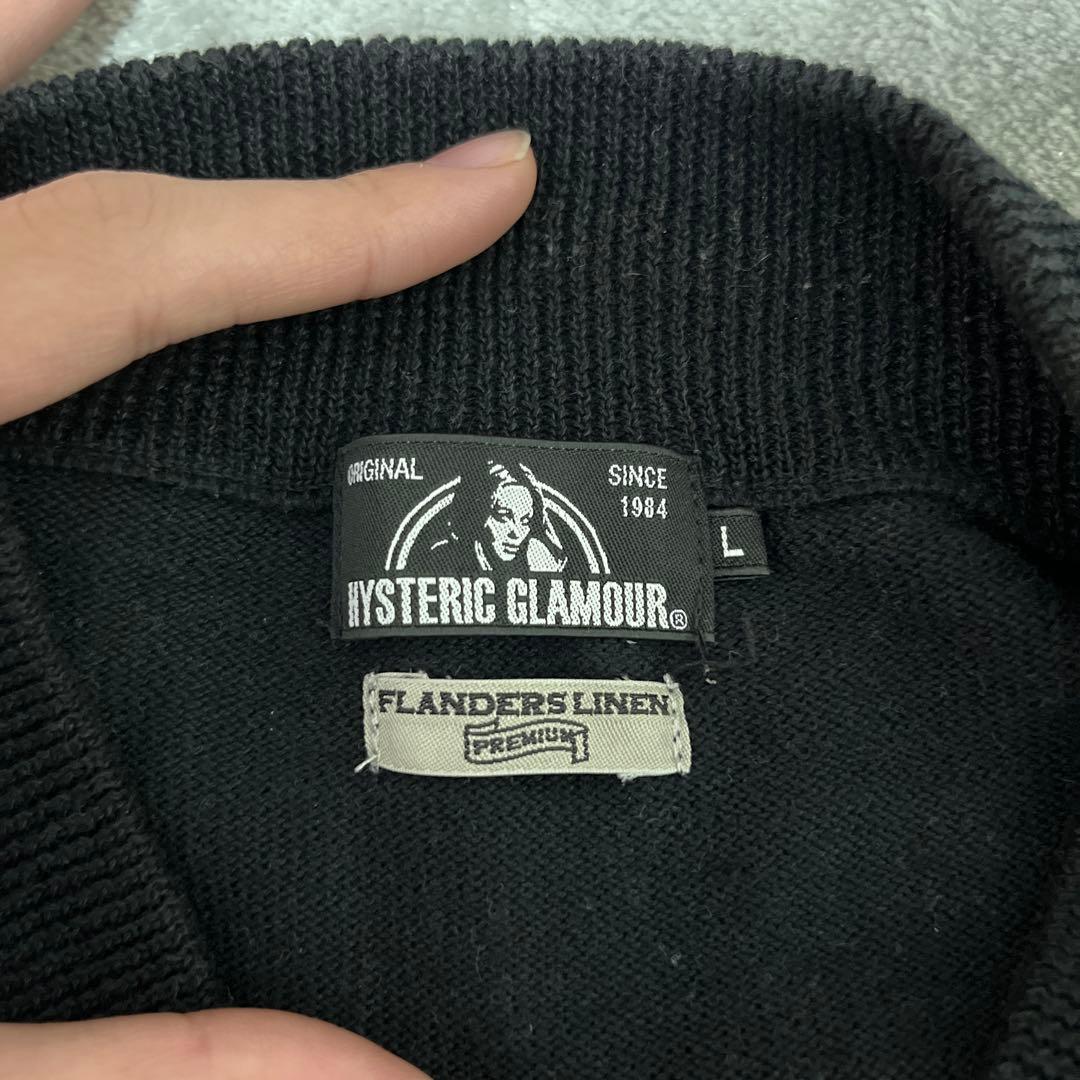 ORIGINAL
SINCE
1984
HYSTERIC GLAMOUR®
L
FLANDERS LINEN
PREMIUM